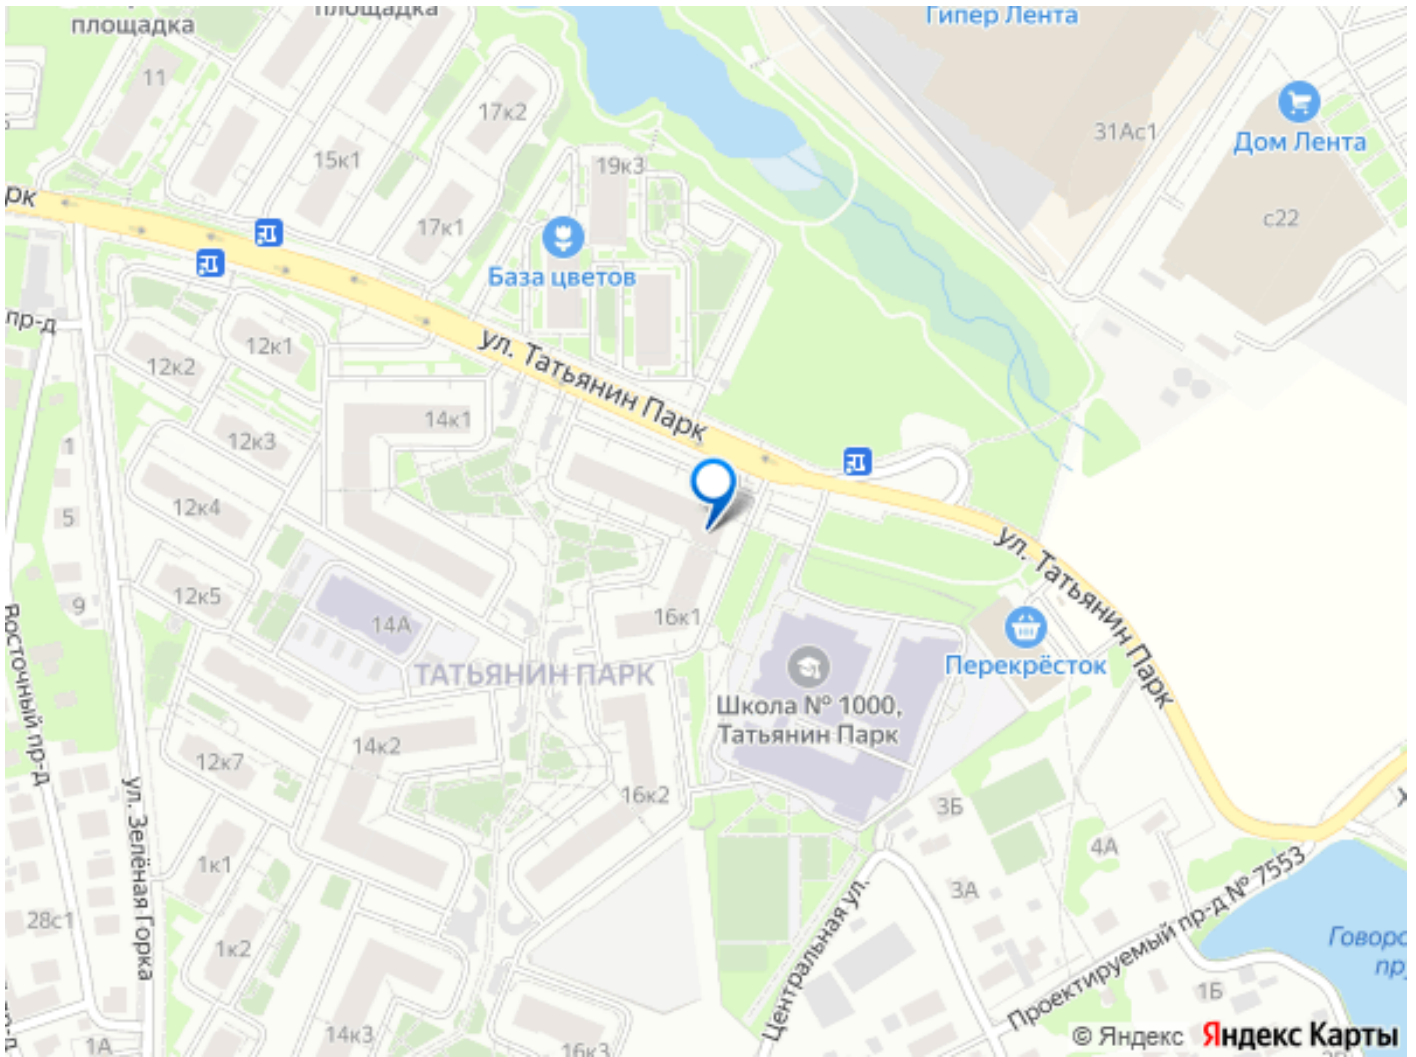 площадка
площадка
Гипер Лента
11
17к2
31Ас1
Дом Лента
15к1
19к3
с22
17к1
База цветов
пр-д
ул. Татьянин Парк
12к1
12к2
14к1
12к3
1
12к4
5
ул. Татьянин Парк
12к5
9
14А
16к1
Перекрёсток
ТАТЬЯНИН ПАРК
Школа № 1000,
Татьянин Парк
Восточный пр-д
14к2
12к7
16к2
3Б
ул. Зелёная Горка
4А
1к1
3А
Центральная ул.
Проектируемый пр-д № 7553
28с1
1к2
1Б
14к3
16к3
1А
© Яндекс Яндекс Карты